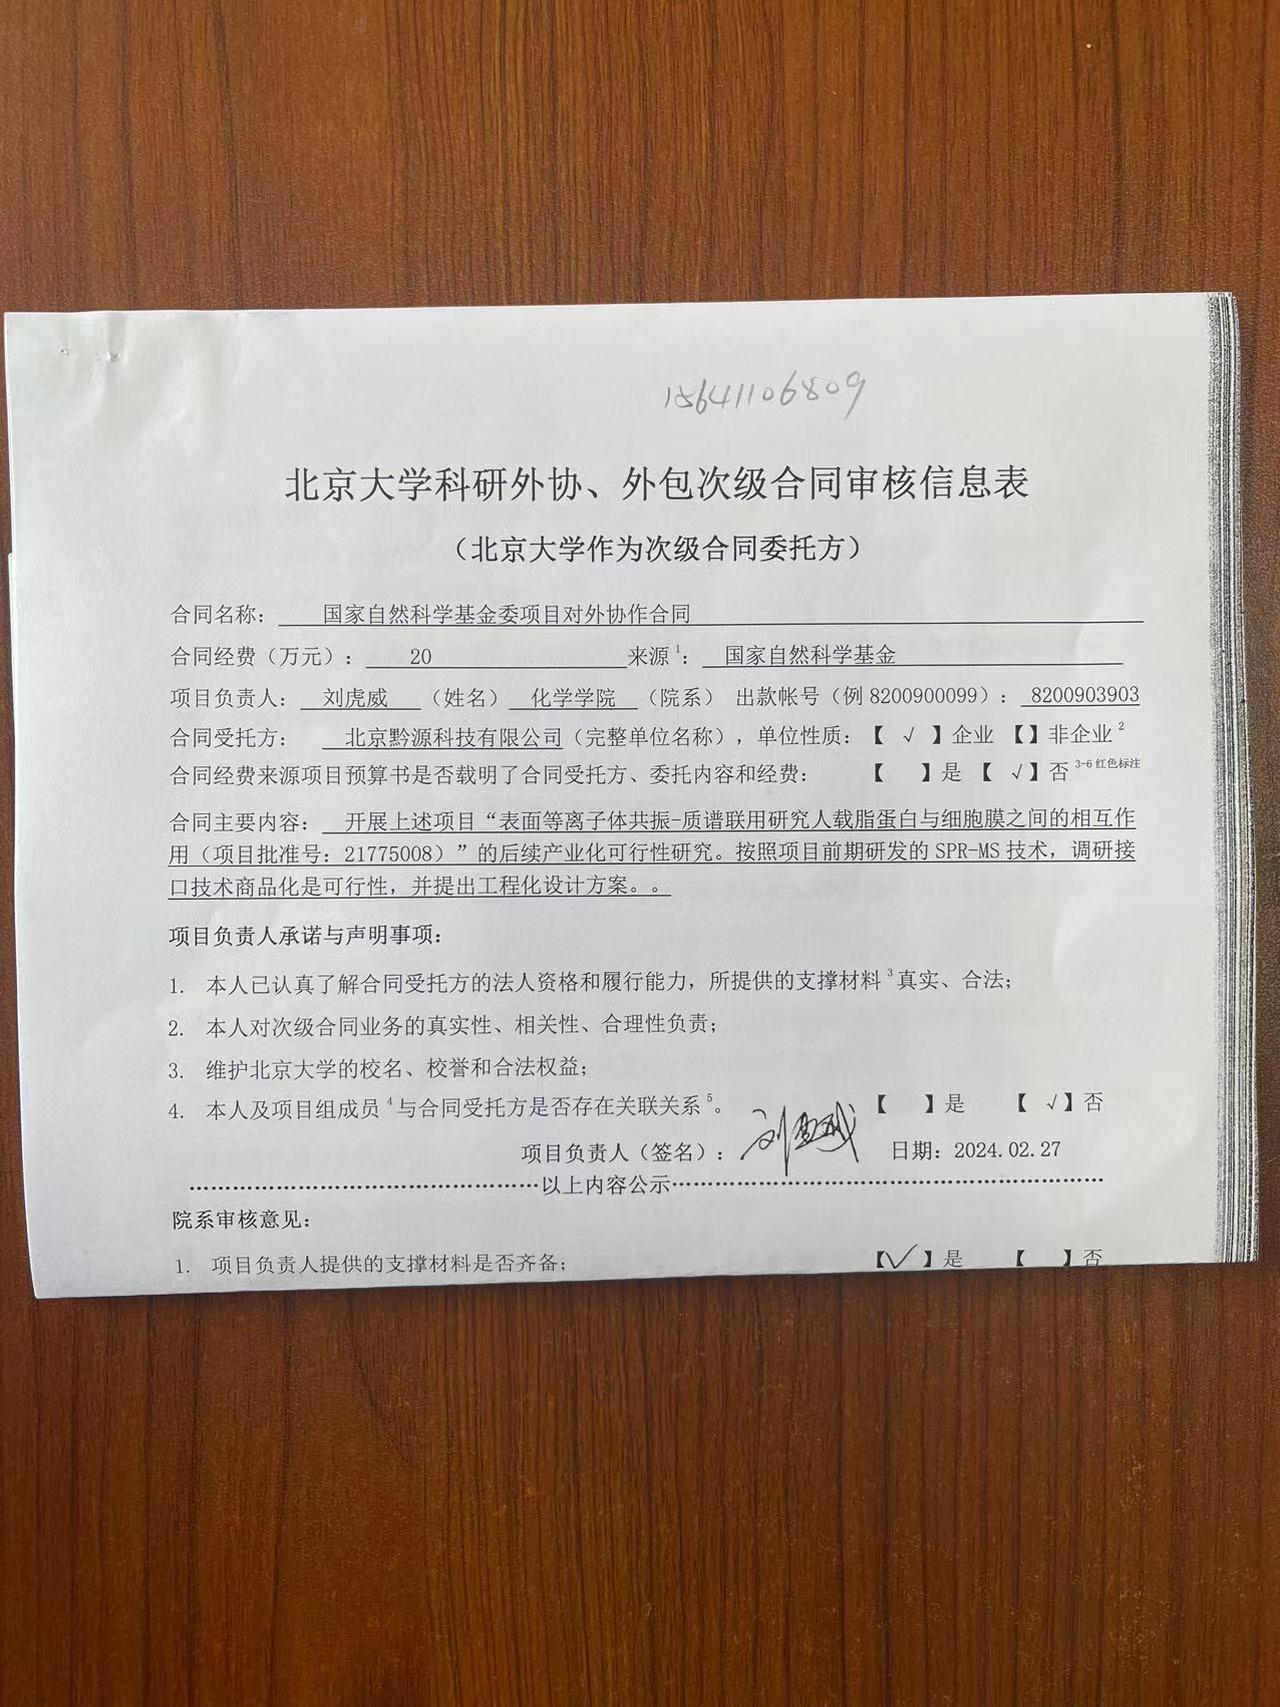 15641106809
北京大学科研外协、外包次级合同审核信息表
（北京大学作为次级合同委托方）
合同名称： 国家自然科学基金委项目对外协作合同
合同经费（万元）： 20 来源1： 国家自然科学基金
项目负责人： 刘虎威 （姓名） 化学学院 （院系） 出款帐号（例 8200900099）： 8200903903
合同受托方： 北京黔源科技有限公司（完整单位名称），单位性质：【 √ 】企业 【】非企业2
合同经费来源项目预算书是否载明了合同受托方、委托内容和经费： 【 】是 【 √】否 3-6红色标注
合同主要内容： 开展上述项目“表面等离子体共振-质谱联用研究人载脂蛋白与细胞膜之间的相互作
用（项目批准号：21775008）”的后续产业化可行性研究。按照项目前期研发的 SPR-MS 技术，调研接
口技术商品化是可行性，并提出工程化设计方案。。
项目负责人承诺与声明事项：
1. 本人已认真了解合同受托方的法人资格和履行能力，所提供的支撑材料3真实、合法；
2. 本人对次级合同业务的真实性、相关性、合理性负责；
3. 维护北京大学的校名、校誉和合法权益；
4. 本人及项目组成员4与合同受托方是否存在关联关系5。 【 】是 【 √】否
项目负责人（签名）： 刘虎威 日期：2024.02.27
……………………………………以上内容公示……………………………………
院系审核意见：
1. 项目负责人提供的支撑材料是否齐备； 【√】是 【 】否